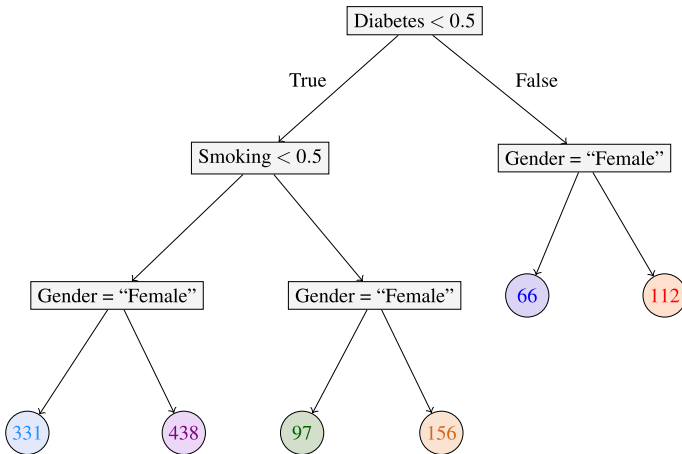 Diabetes < 0.5
True
False
Smoking < 0.5
Gender = “Female”
Gender = “Female”
Gender = “Female”
66
112
331
438
97
156